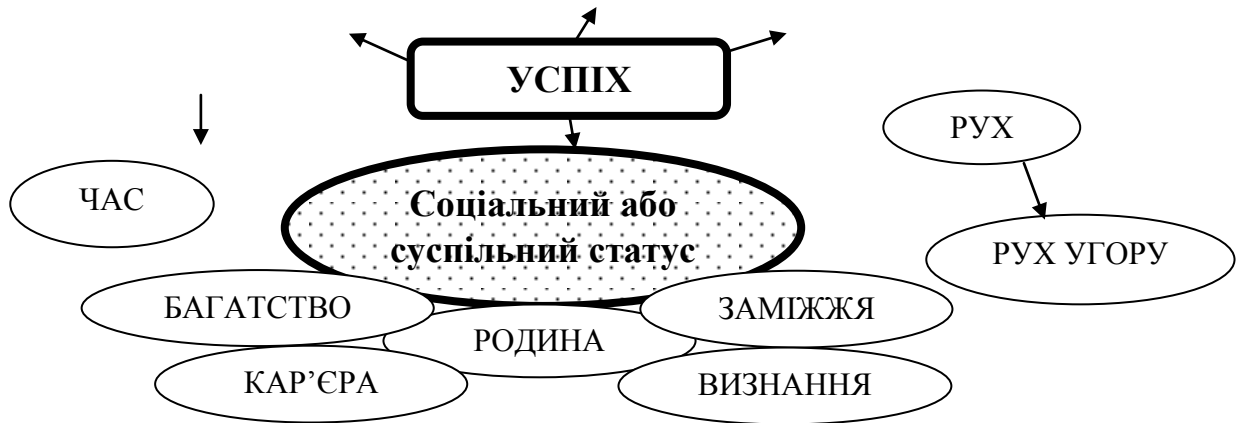 УСПІХ
РУХ
ЧАС
Соціальний або
суспільний статус
РУХ УГОРУ
БАГАТСТВО
ЗАМІЖЖЯ
РОДИНА
КАР’ЄРА
ВИЗНАННЯ